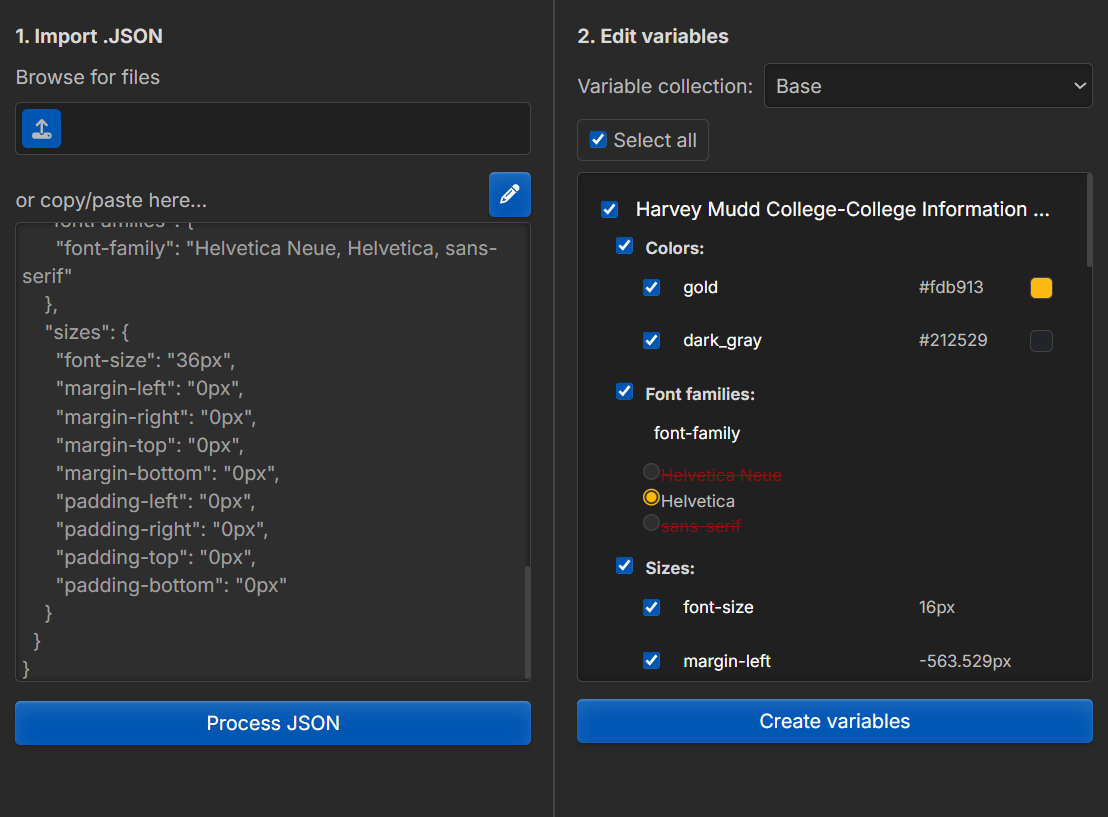 1. Import .JSON
Browse for files
or copy/paste here...
"fontFamilies": {
"font-family": "Helvetica Neue, Helvetica, sans-
serif"
},
"sizes": {
"font-size": "36px",
"margin-left": "0px",
"margin-right": "0px",
"margin-top": "0px",
"margin-bottom": "0px",
"padding-left": "0px",
"padding-right": "0px",
"padding-top": "0px",
"padding-bottom": "0px"
}
}
}
Process JSON
2. Edit variables
Variable collection: Base
Select all
Harvey Mudd College-College Information ...
Colors:
gold #fdb913
dark_gray #212529
Font families:
font-family
Helvetica Neue
Helvetica
sans-serif
Sizes:
font-size 16px
margin-left -563.529px
Create variables